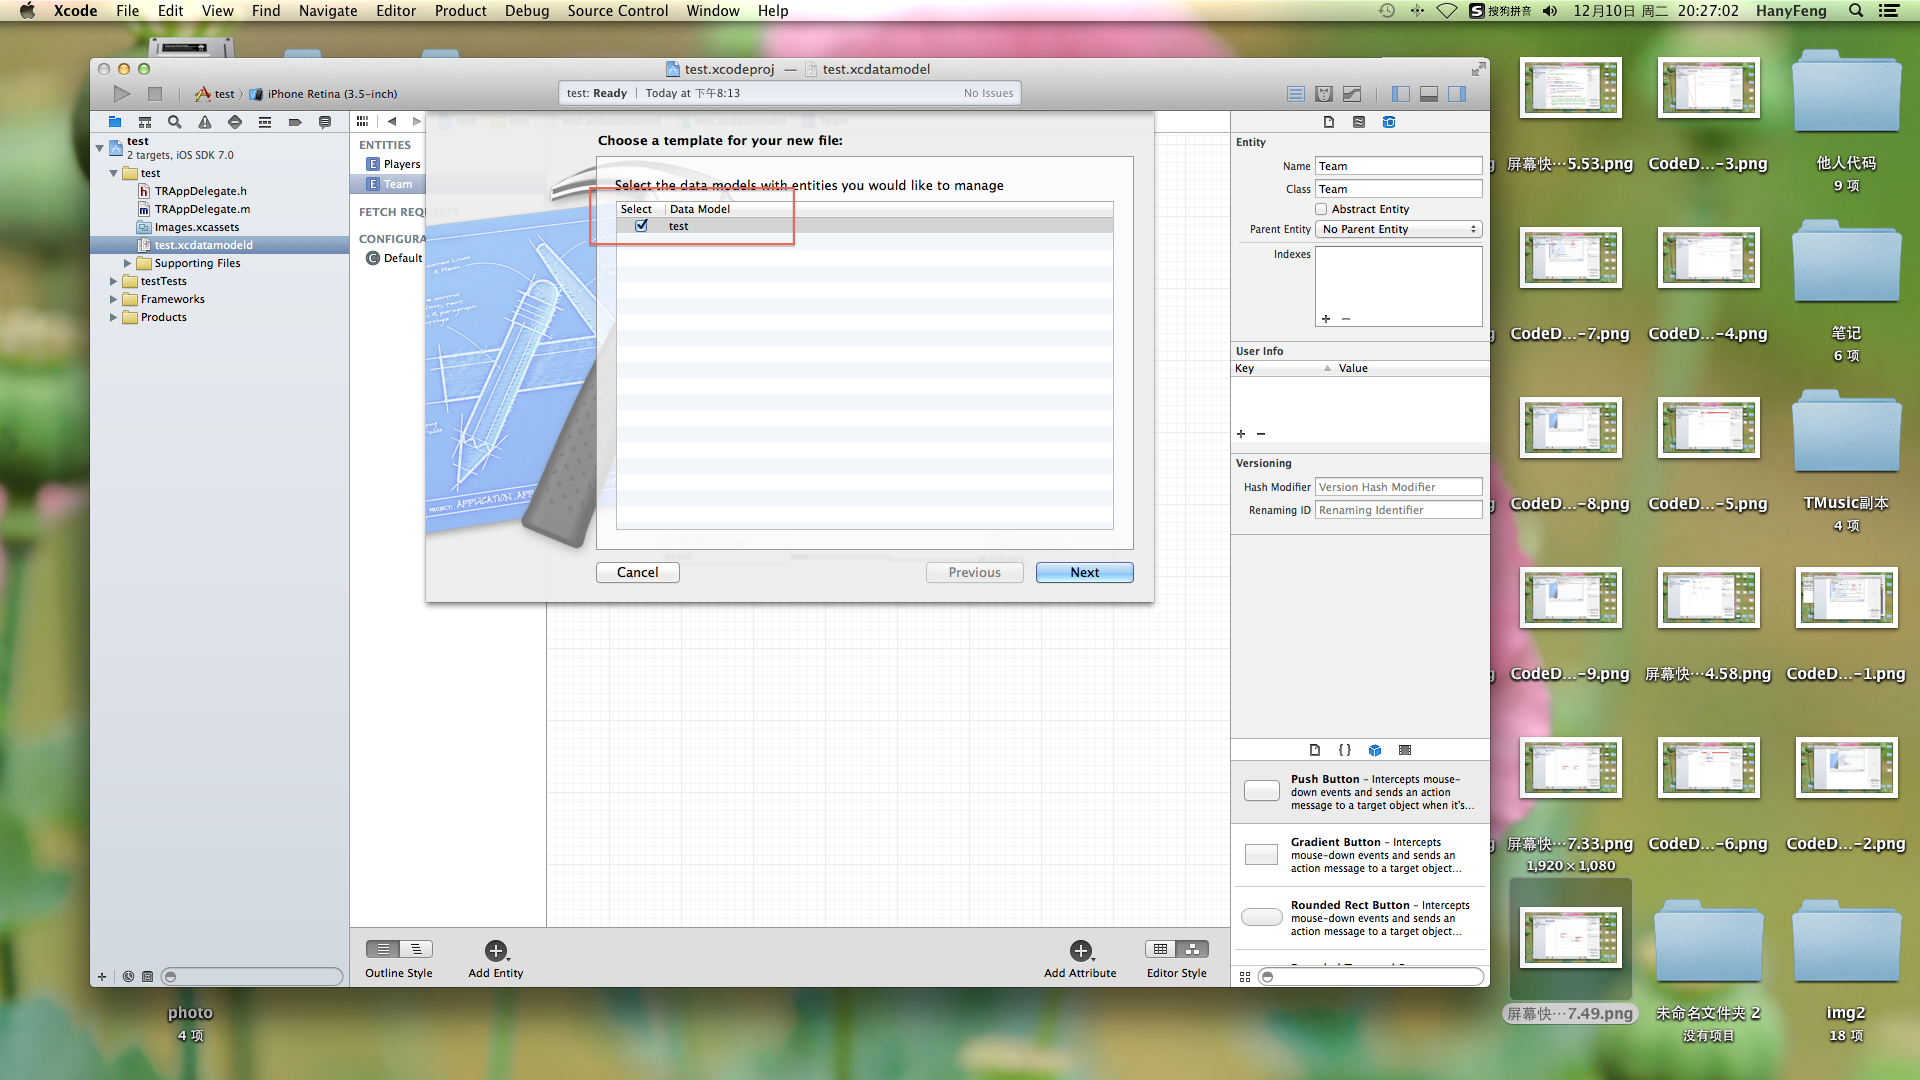 Xcode File Edit View Find Navigate Editor Product Debug Source Control Window Help
搜狗拼音 12月10日 周二 20:27:02 HanyFeng
test.xcodeproj — test.xcdatamodel
test 〉 iPhone Retina (3.5-inch)
test: Ready | Today at 下午8:13 No Issues
test
2 targets, iOS SDK 7.0
test
TRAppDelegate.h
TRAppDelegate.m
Images.xcassets
test.xcdatamodeld
Supporting Files
testTests
Frameworks
Products
ENTITIES
E Players
E Team
FETCH REQU
CONFIGURA
C Default
Choose a template for your new file:
Select the data models with entities you would like to manage
Select Data Model
test
PROJECT: APPLICATION.APP
Cancel Previous Next
Entity
Name Team
Class Team
Abstract Entity
Parent Entity No Parent Entity
Indexes
+ −
User Info
Key Value
+ −
Versioning
Hash Modifier Version Hash Modifier
Renaming ID Renaming Identifier
{ }
Push Button – Intercepts mouse-
down events and sends an action
message to a target object when it's...
Gradient Button – Intercepts
mouse-down events and sends an
action message to a target object...
Rounded Rect Button – Intercepts
mouse-down events and sends an
action message to a target object...
Outline Style Add Entity Add Attribute Editor Style
屏幕快…5.53.png CodeD…-3.png 他人代码
9 项
CodeD…-7.png CodeD…-4.png 笔记
6 项
CodeD…-8.png CodeD…-5.png TMusic副本
4 项
CodeD…-9.png 屏幕快…4.58.png CodeD…-1.png
屏幕快…7.33.png CodeD…-6.png CodeD…-2.png
1,920 × 1,080
屏幕快…7.49.png 未命名文件夹 2 img2
没有项目 18 项
photo
4 项